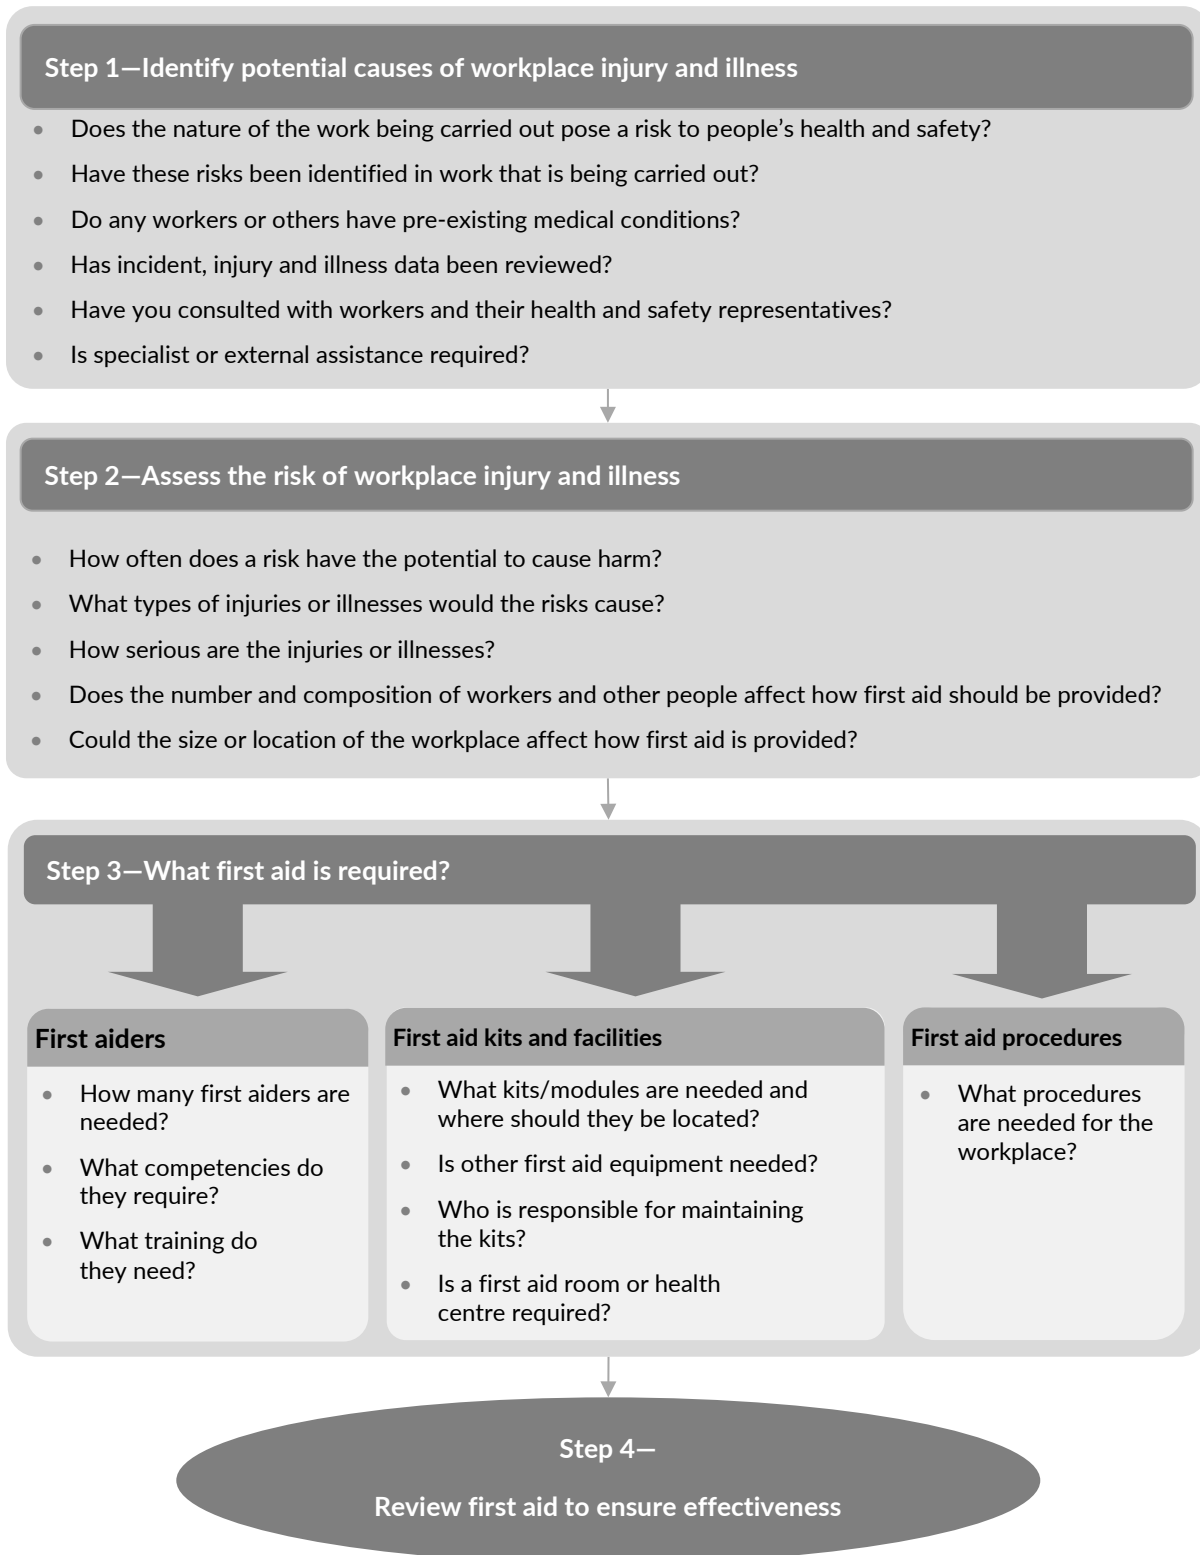 Step 1—Identify potential causes of workplace injury and illness
• Does the nature of the work being carried out pose a risk to people’s health and safety?
• Have these risks been identified in work that is being carried out?
• Do any workers or others have pre-existing medical conditions?
• Has incident, injury and illness data been reviewed?
• Have you consulted with workers and their health and safety representatives?
• Is specialist or external assistance required?
Step 2—Assess the risk of workplace injury and illness
• How often does a risk have the potential to cause harm?
• What types of injuries or illnesses would the risks cause?
• How serious are the injuries or illnesses?
• Does the number and composition of workers and other people affect how first aid should be provided?
• Could the size or location of the workplace affect how first aid is provided?
Step 3—What first aid is required?
First aiders
• How many first aiders are
needed?
• What competencies do
they require?
• What training do
they need?
First aid kits and facilities
• What kits/modules are needed and
where should they be located?
• Is other first aid equipment needed?
• Who is responsible for maintaining
the kits?
• Is a first aid room or health
centre required?
First aid procedures
• What procedures
are needed for the
workplace?
Step 4—
Review first aid to ensure effectiveness